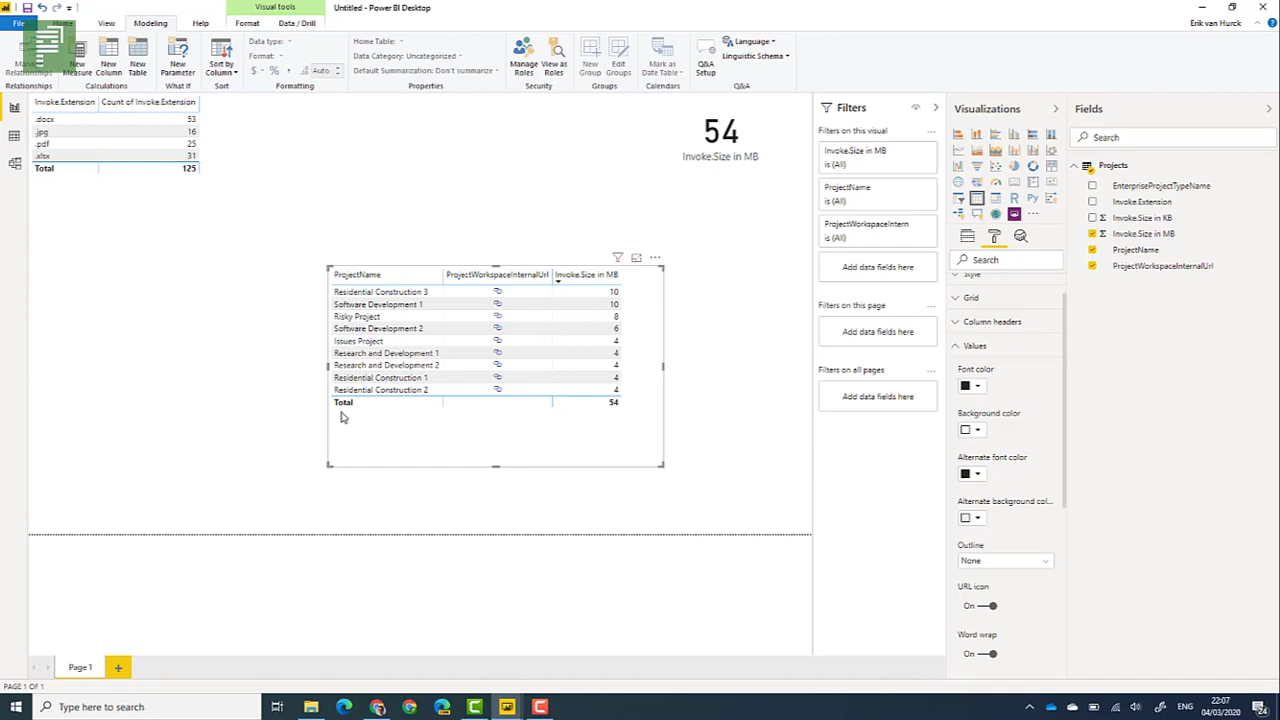 Visual tools
Untitled - Power BI Desktop
Erik van Hurck
File
Home
View
Modeling
Help
Format
Data / Drill
Manage Relationships
New Measure
New Column
New Table
New Parameter
Sort by Column
Data type:
Format:
$ % Auto
Home Table:
Data Category: Uncategorized
Default Summarization: Don't summarize
Manage Roles
View as Roles
New Group
Edit Groups
Mark as Date Table
Q&A Setup
Language
Linguistic Schema
Relationships
Calculations
What If
Sort
Formatting
Properties
Security
Groups
Calendars
Q&A
Invoke.Extension Count of Invoke.Extension
.docx 53
.jpg 16
.pdf 25
.xlsx 31
Total 125
54
Invoke.Size in MB
ProjectName ProjectWorkspaceInternalUrl Invoke.Size in MB
Residential Construction 3 10
Software Development 1 10
Risky Project 8
Software Development 2 6
Issues Project 4
Research and Development 1 4
Research and Development 2 4
Residential Construction 1 4
Residential Construction 2 4
Total 54
Filters
Filters on this visual
Invoke.Size in MB
is (All)
ProjectName
is (All)
ProjectWorkspaceIntern
is (All)
Add data fields here
Filters on this page
Add data fields here
Filters on all pages
Add data fields here
Visualizations
Search
Style
Grid
Column headers
Values
Font color
Background color
Alternate font color
Alternate background col...
Outline
None
URL icon
On
Word wrap
On
Fields
Search
Projects
EnterpriseProjectTypeName
Invoke.Extension
Σ Invoke.Size in KB
Invoke.Size in MB
ProjectName
ProjectWorkspaceInternalUrl
Page 1
PAGE 1 OF 1
Type here to search
ENG
22:07
04/03/2020
24